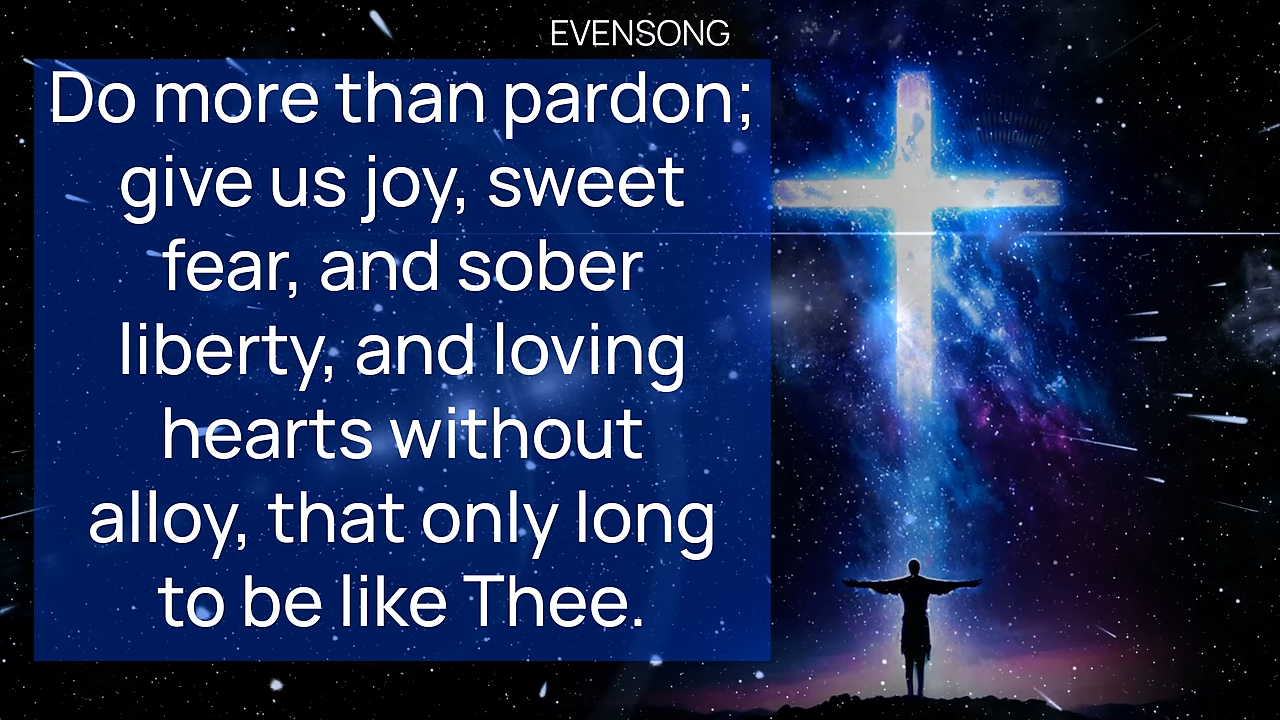 EVENSONG
Do more than pardon;
give us joy, sweet
fear, and sober
liberty, and loving
hearts without
alloy, that only long
to be like Thee.